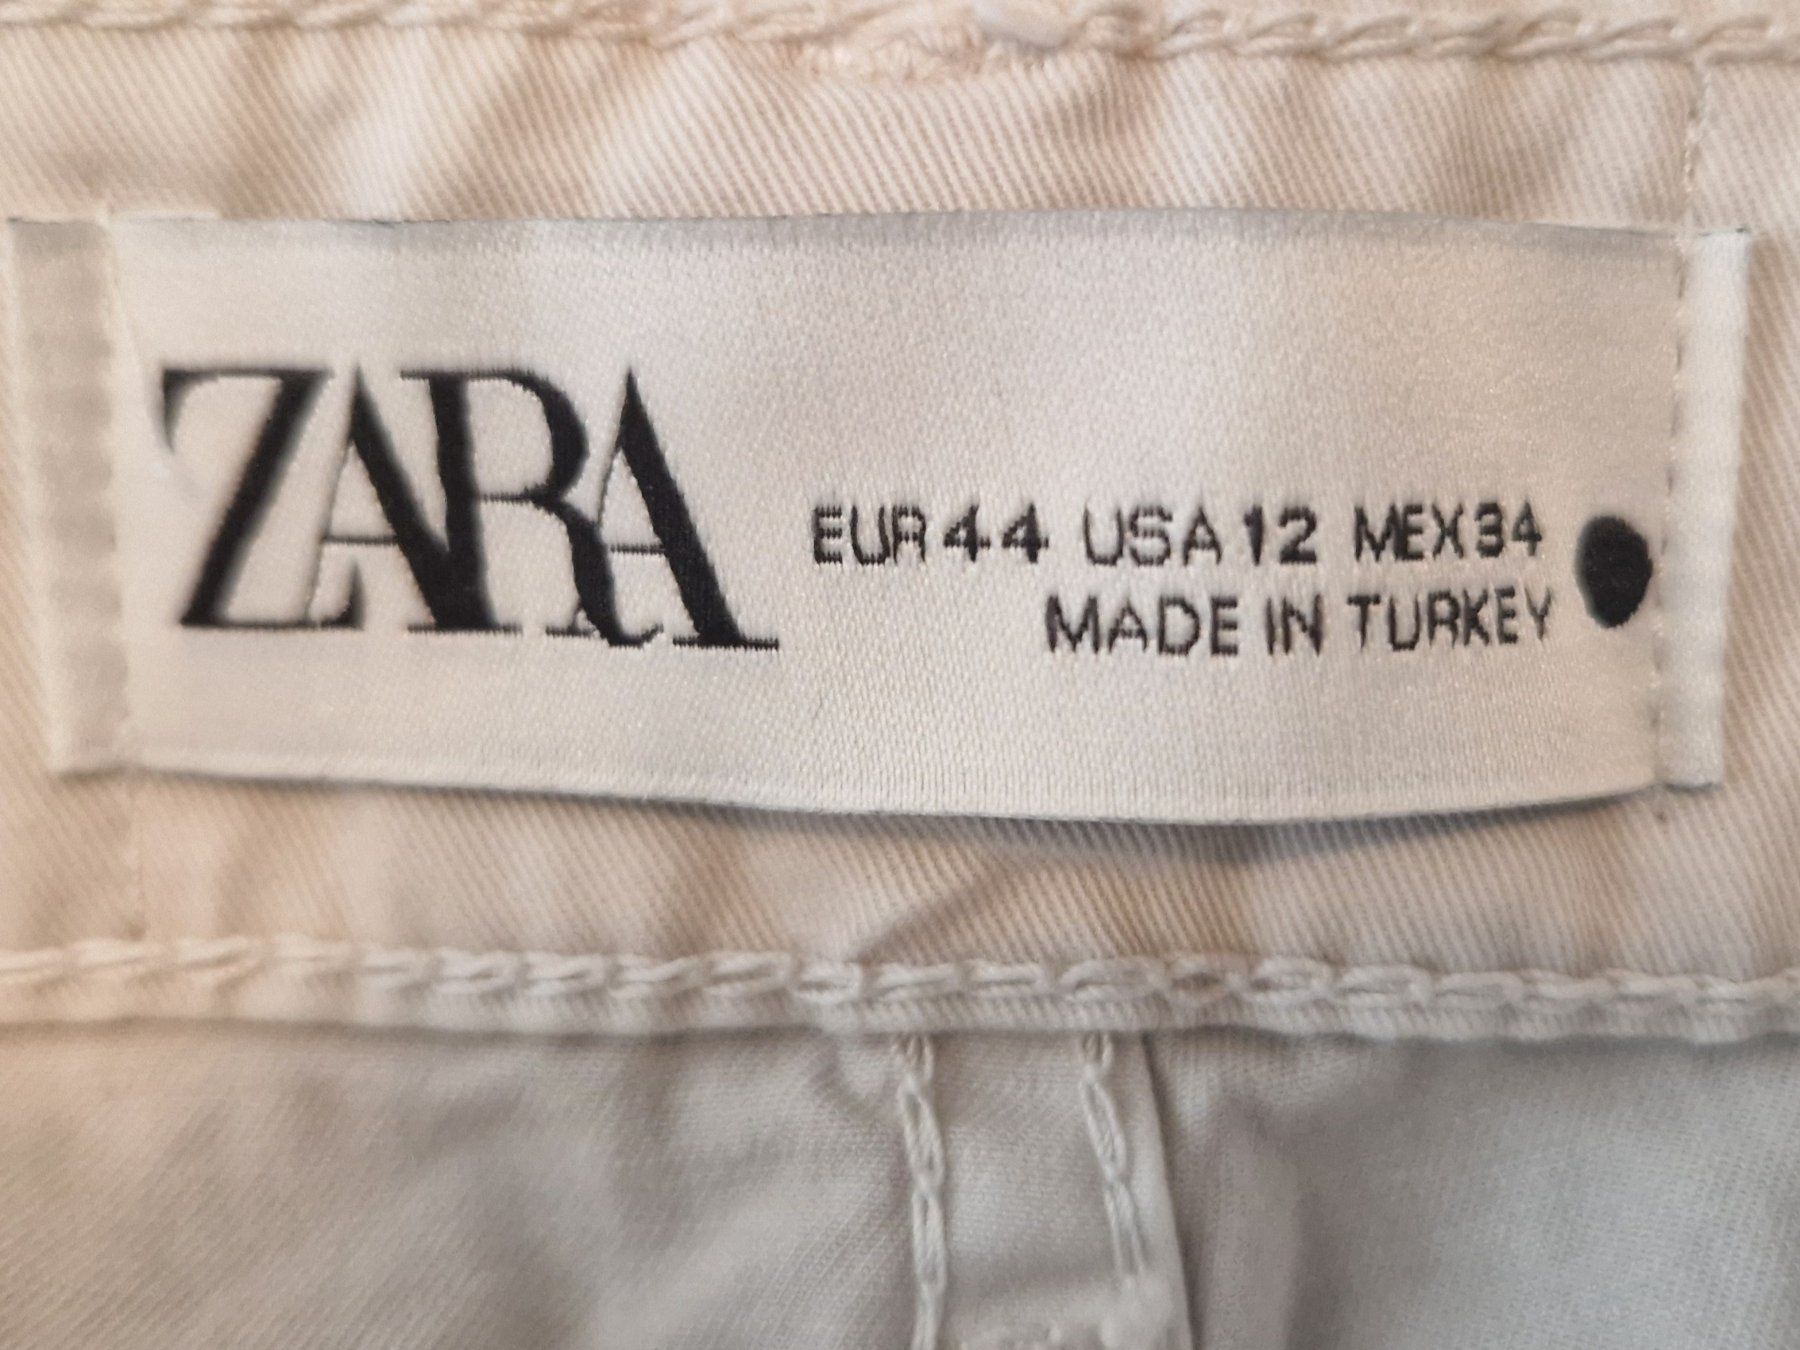 ZARA
EUR 44 USA 12 MEX 34
MADE IN TURKEY